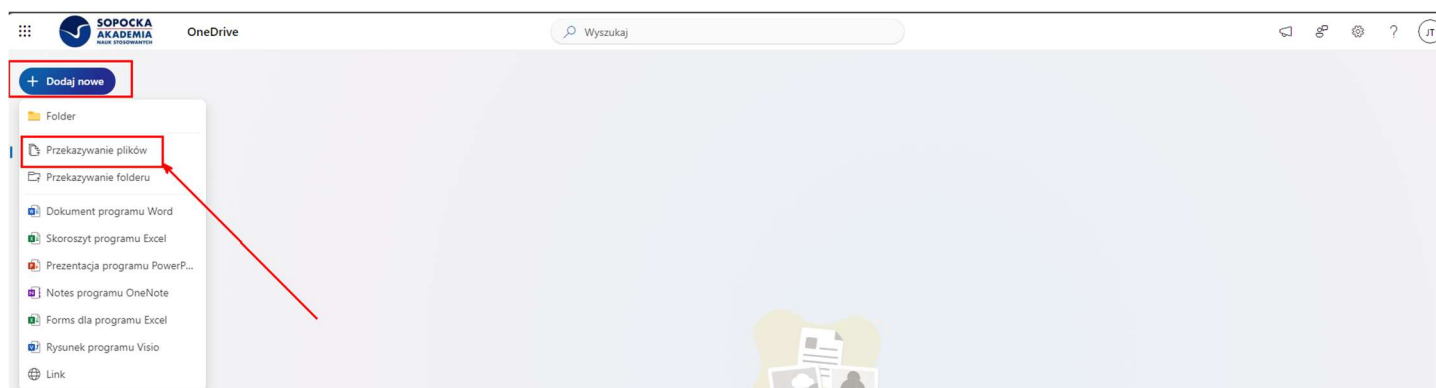 SOPOCKA
AKADEMIA
NAUK STOSOWANYCH
OneDrive
Wyszukaj
?
JT
+ Dodaj nowe
Folder
Przekazywanie plików
Przekazywanie folderu
Dokument programu Word
Skoroszyt programu Excel
Prezentacja programu PowerP...
Notes programu OneNote
Forms dla programu Excel
Rysunek programu Visio
Link